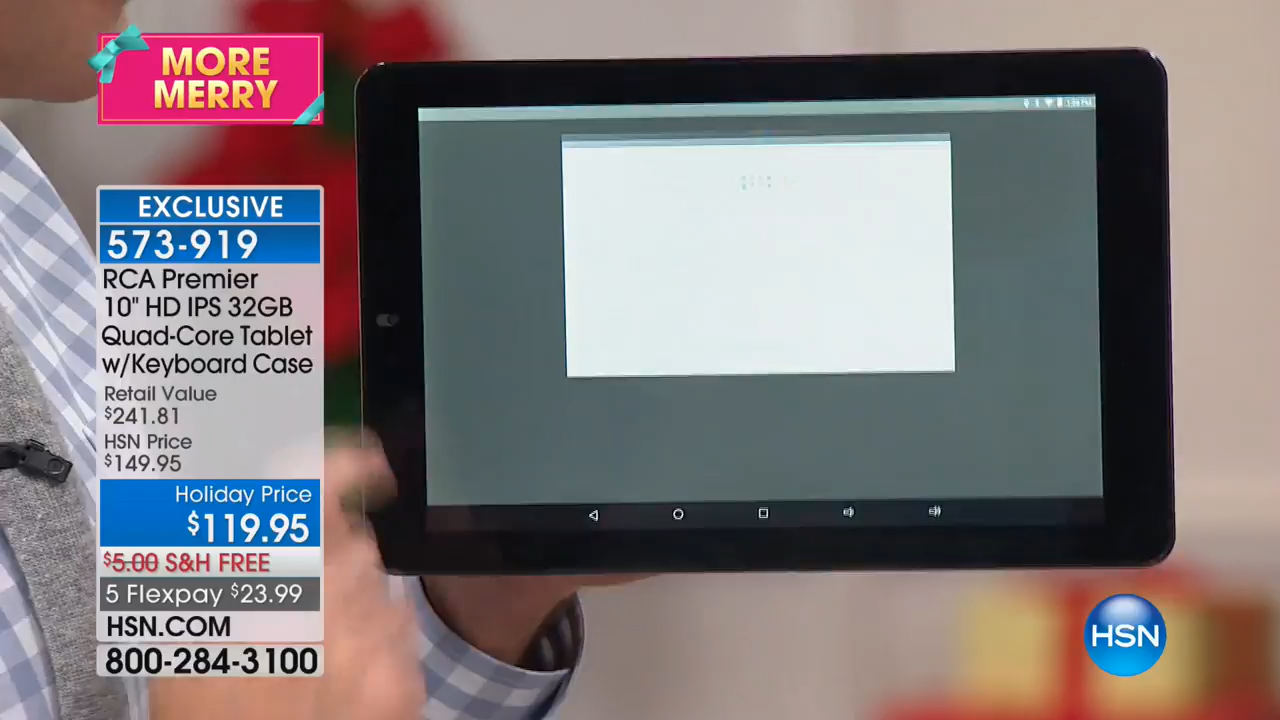 MORE
MERRY
EXCLUSIVE
573-919
RCA Premier
10" HD IPS 32GB
Quad-Core Tablet
w/Keyboard Case
Retail Value
$241.81
HSN Price
$149.95
Holiday Price
$119.95
$5.00 S&H FREE
5 Flexpay $23.99
HSN.COM
800-284-3100
HSN